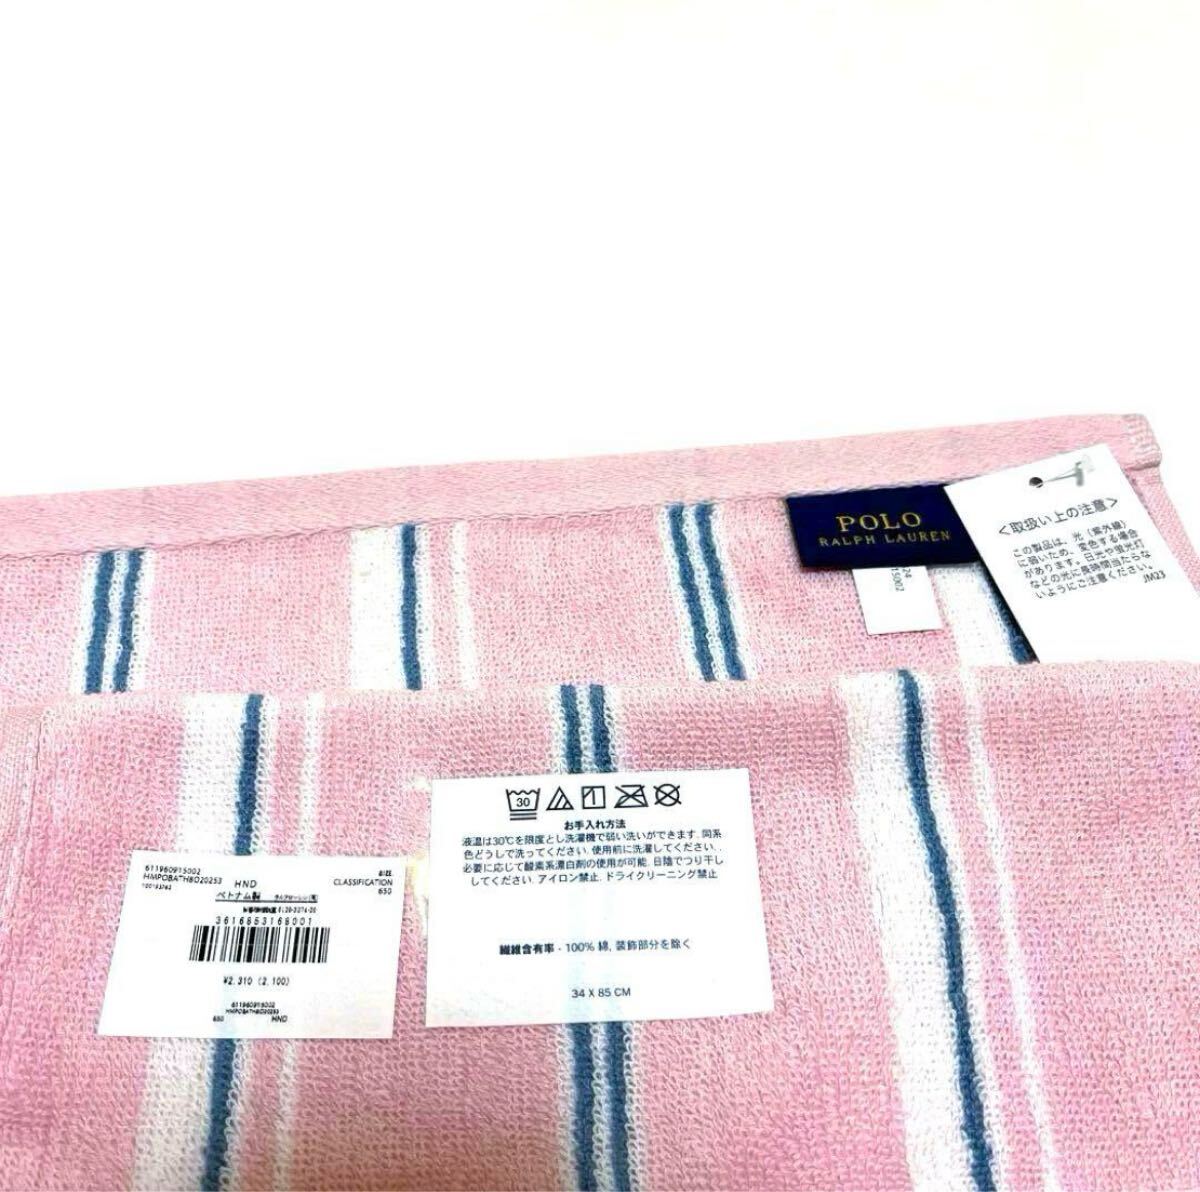 POLO
RALPH LAUREN
24
15002
<取扱い上の注意>
この製品は、光（紫外線）
に弱いため、変色する場合
があります。日光や蛍光灯
などの光に長時間当たらな
いようにご注意ください。
JM23
30
お手入れ方法
液温は30℃を限度とし洗濯機で弱い洗いができます. 同系
色どうしで洗ってください. 使用前に洗濯してください. .
必要に応じて酸素系漂白剤の使用が可能. 日陰でつり干し
してください. アイロン禁止. ドライクリーニング禁止
繊維含有率 - 100% 綿, 装飾部分を除く
34 X 85 CM
611960915002 SIZE
HMPOBATHBO20253 HND CLASSIFICATION
650
ベトナム製
3616853168001
¥2,310 (2,100)
611960915002
HMPOBATHBO20253
650 HND